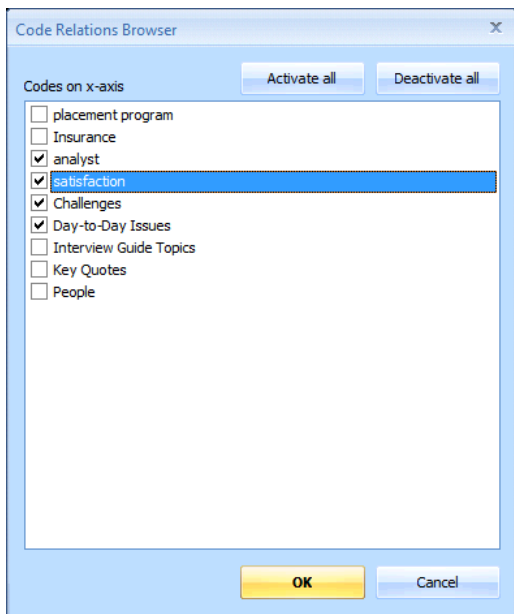 Code Relations Browser
Codes on x-axis
Activate all
Deactivate all
placement program
Insurance
analyst
satisfaction
Challenges
Day-to-Day Issues
Interview Guide Topics
Key Quotes
People
OK
Cancel